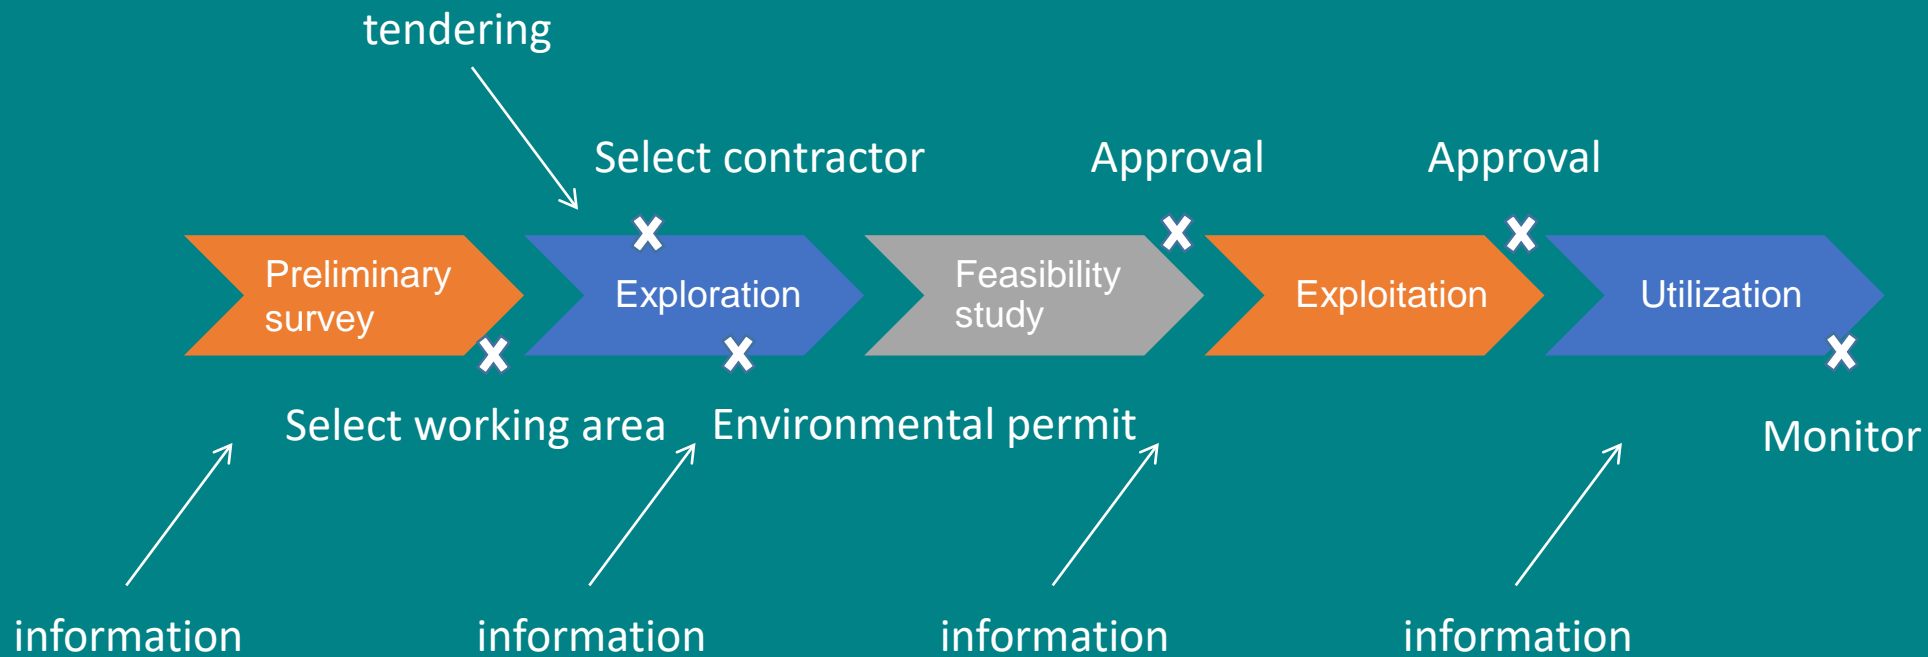 tendering
Select contractor
Approval
Approval
Preliminary
survey
Exploration
Feasibility
study
Exploitation
Utilization
Select working area
Environmental permit
Monitor
information
information
information
information